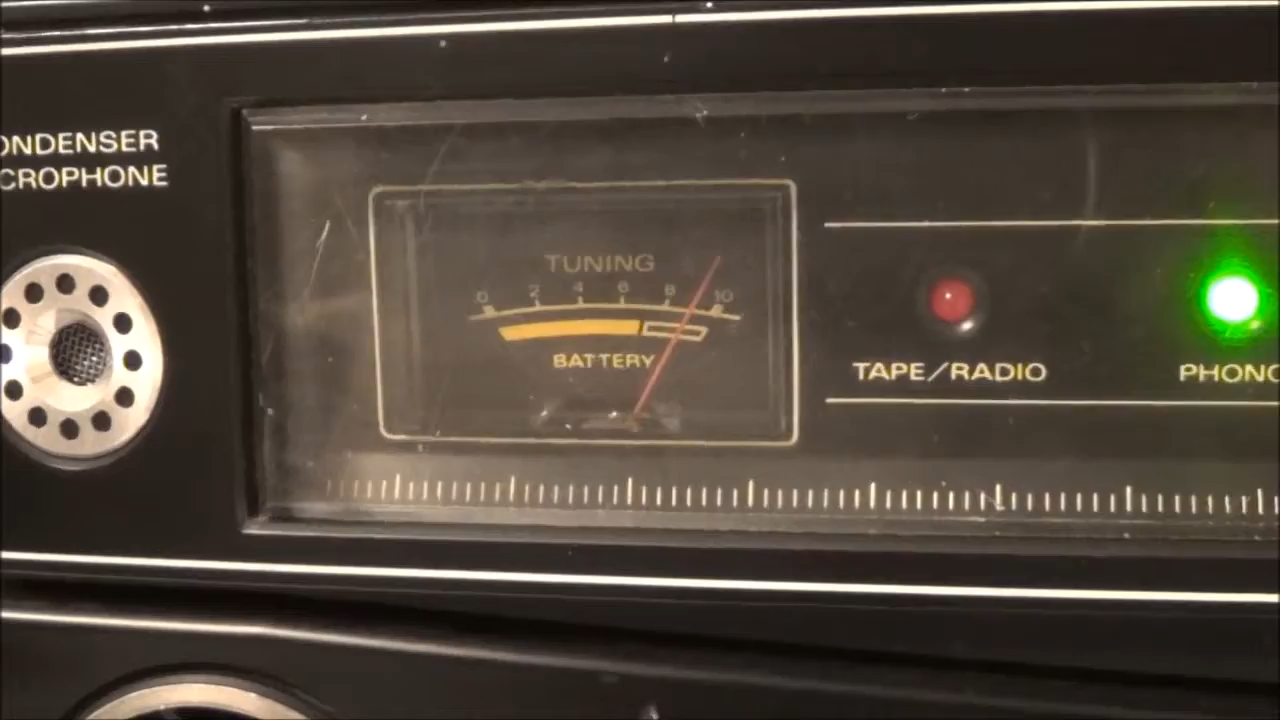 ONDENSER
CROPHONE
TUNING
0 2 4 6 8 10
BATTERY
TAPE/RADIO
PHONO